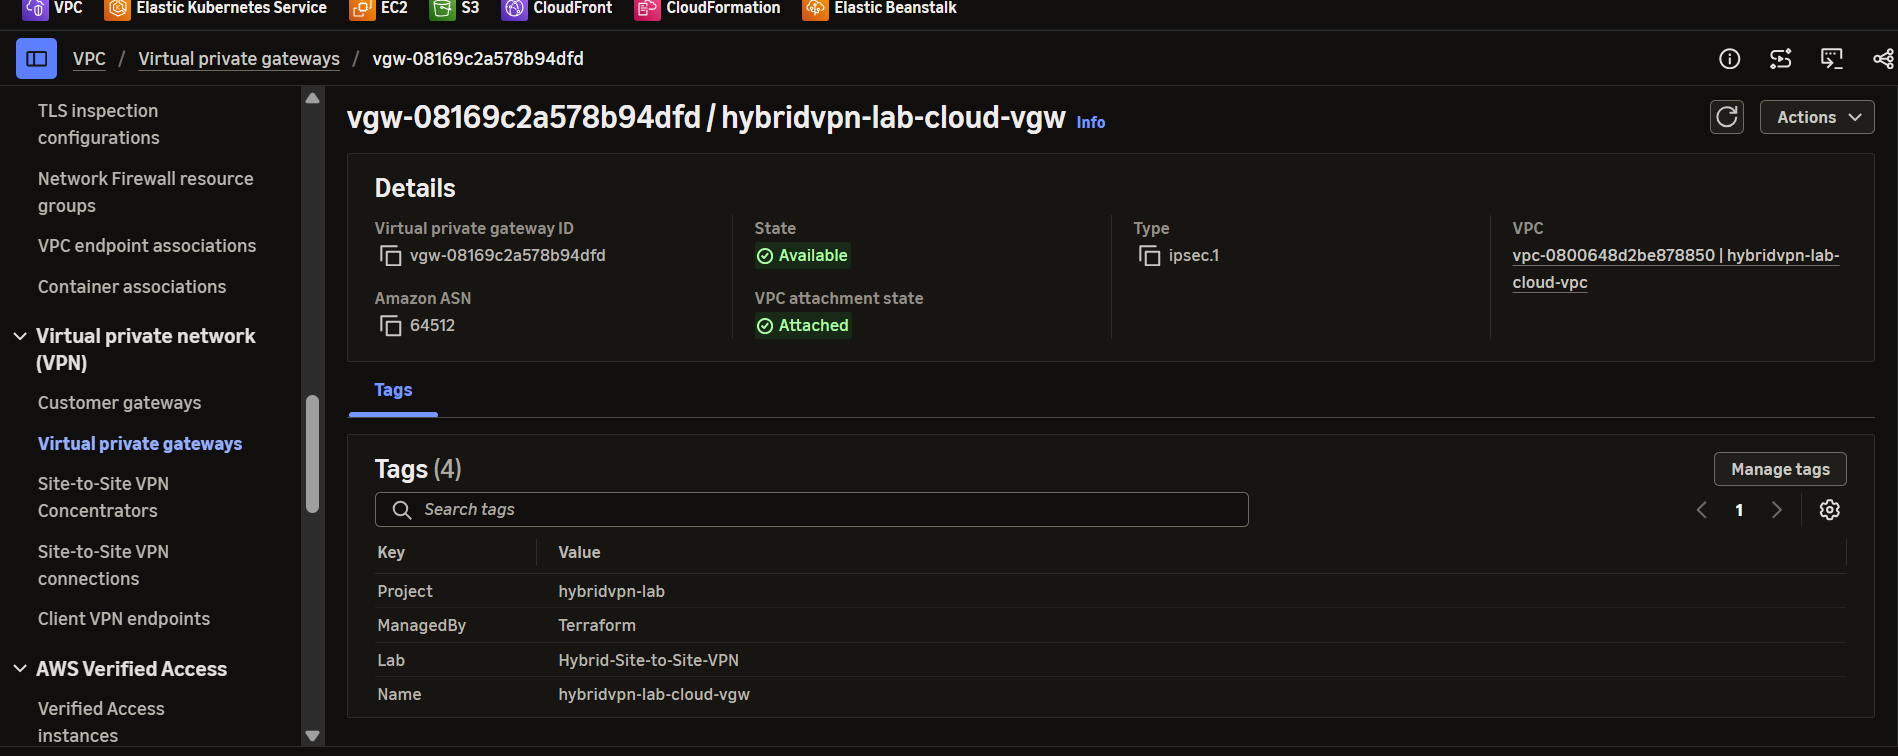 VPC Elastic Kubernetes Service EC2 S3 CloudFront CloudFormation Elastic Beanstalk
VPC / Virtual private gateways / vgw-08169c2a578b94dfd
TLS inspection
configurations
Network Firewall resource
groups
VPC endpoint associations
Container associations
Virtual private network
(VPN)
Customer gateways
Virtual private gateways
Site-to-Site VPN
Concentrators
Site-to-Site VPN
connections
Client VPN endpoints
AWS Verified Access
Verified Access
instances
vgw-08169c2a578b94dfd / hybridvpn-lab-cloud-vgw Info
Actions
Details
Virtual private gateway ID
vgw-08169c2a578b94dfd
Amazon ASN
64512
State
Available
VPC attachment state
Attached
Type
ipsec.1
VPC
vpc-0800648d2be878850 | hybridvpn-lab-
cloud-vpc
Tags
Tags (4)
Manage tags
Search tags
1
Key Value
Project hybridvpn-lab
ManagedBy Terraform
Lab Hybrid-Site-to-Site-VPN
Name hybridvpn-lab-cloud-vgw